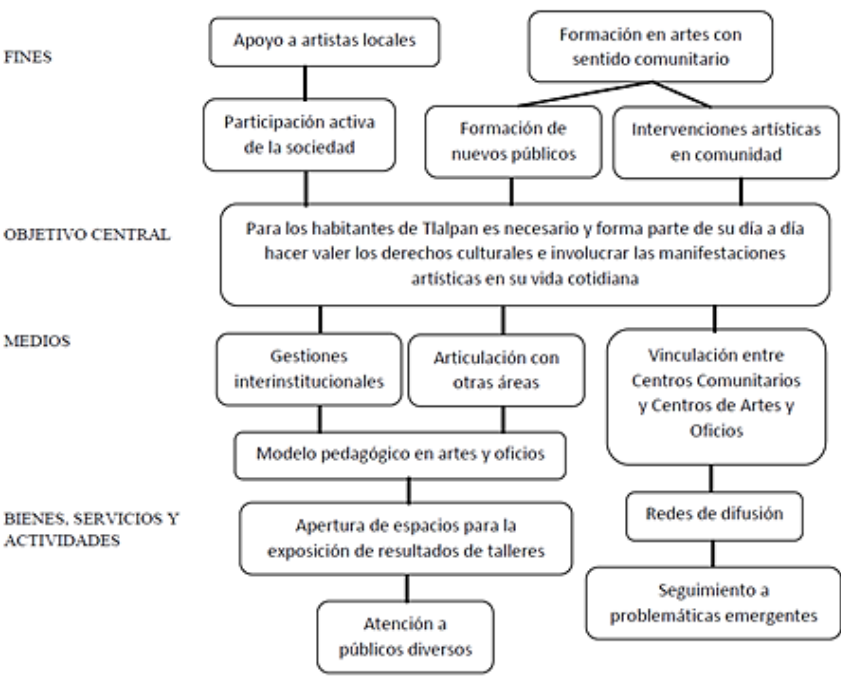 FINES
Apoyo a artistas locales
Formación en artes con
sentido comunitario
Participación activa
de la sociedad
Formación de
nuevos públicos
Intervenciones artísticas
en comunidad
OBJETIVO CENTRAL
Para los habitantes de Tlalpan es necesario y forma parte de su día a día
hacer valer los derechos culturales e involucrar las manifestaciones
artísticas en su vida cotidiana
MEDIOS
Gestiones
interinstitucionales
Articulación con
otras áreas
Vinculación entre
Centros Comunitarios
y Centros de Artes y
Oficios
Modelo pedagógico en artes y oficios
BIENES, SERVICIOS Y
ACTIVIDADES
Apertura de espacios para la
exposición de resultados de talleres
Redes de difusión
Atención a
públicos diversos
Seguimiento a
problemáticas emergentes